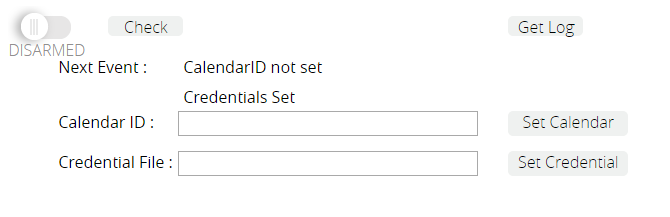 Check
Get Log
DISARMED
Next Event : CalendarID not set
Credentials Set
Calendar ID : Set Calendar
Credential File : Set Credential